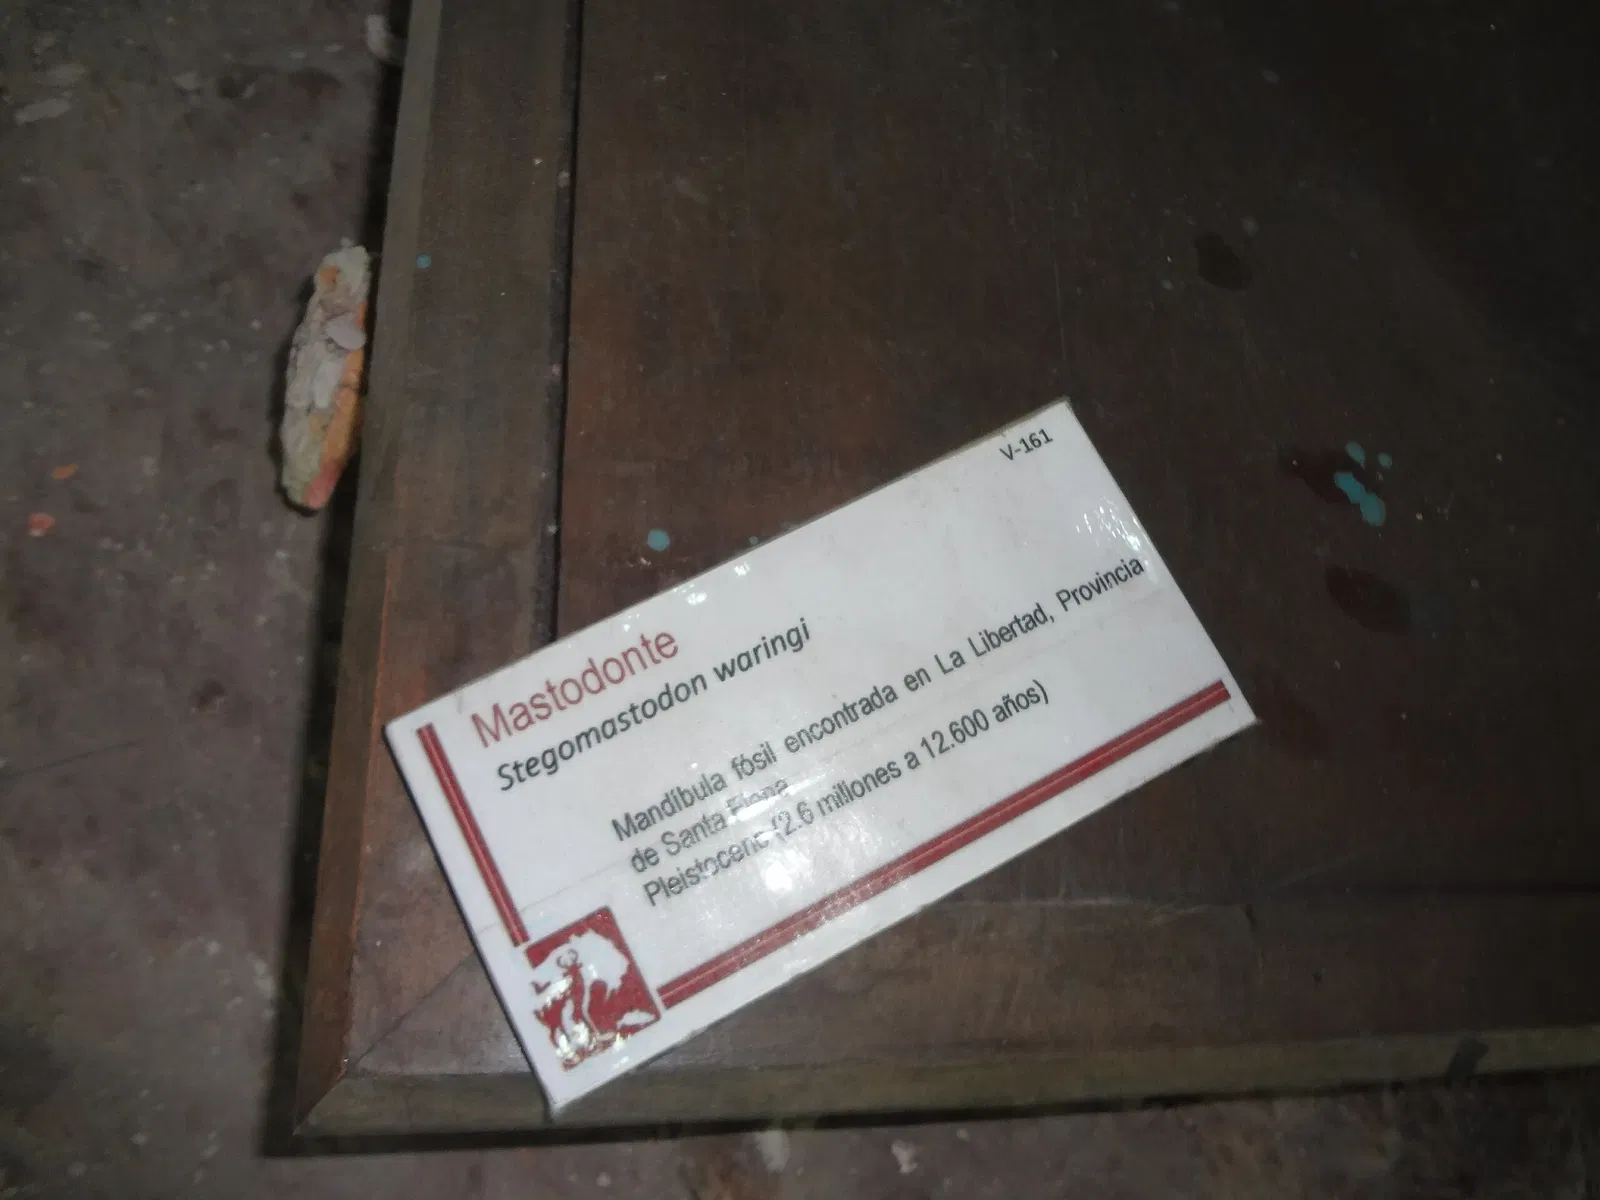 V-161
Mastodonte
Stegomastodon waringi
Mandíbula fósil encontrada en La Libertad, Provincia
de Santa Elena
Pleistoceno (2.6 millones a 12.600 años)